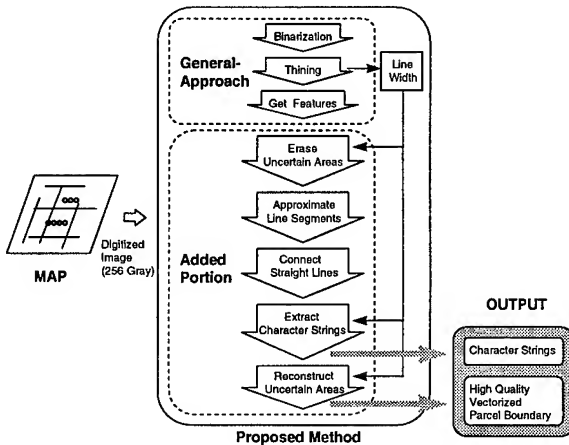 Binarization
General-
Approach
Thining
Line
Width
Get Features
Erase
Uncertain Areas
Approximate
Line Segments
MAP
Digitized
Image
(256 Gray)
Added
Portion
Connect
Straight Lines
Extract
Character Strings
Reconstruct
Uncertain Areas
Proposed Method
OUTPUT
Character Strings
High Quality
Vectorized
Parcel Boundary